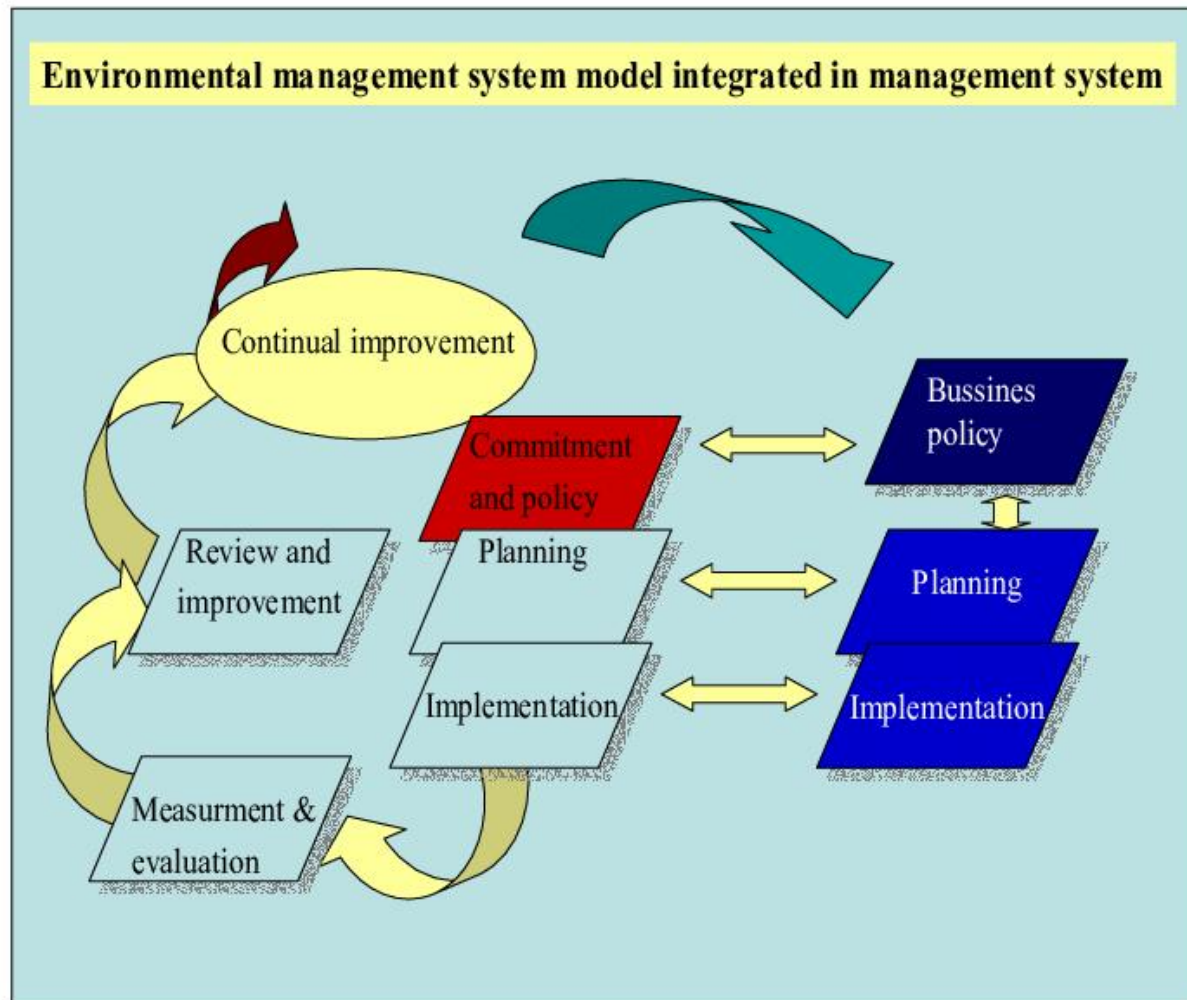 Environmental management system model integrated in management system
Continual improvement
Commitment
and policy
Bussines
policy
Review and
improvement
Planning
Planning
Implementation
Implementation
Measurment &
evaluation